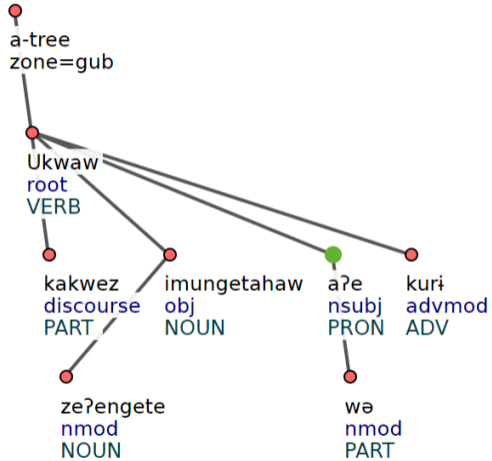 a-tree
zone=gub
Ukwaw
root
VERB
kakwez imungetahaw aʔe kurɨ
discourse obj nsubj advmod
PART NOUN PRON ADV
zeʔengete wə
nmod nmod
NOUN PART